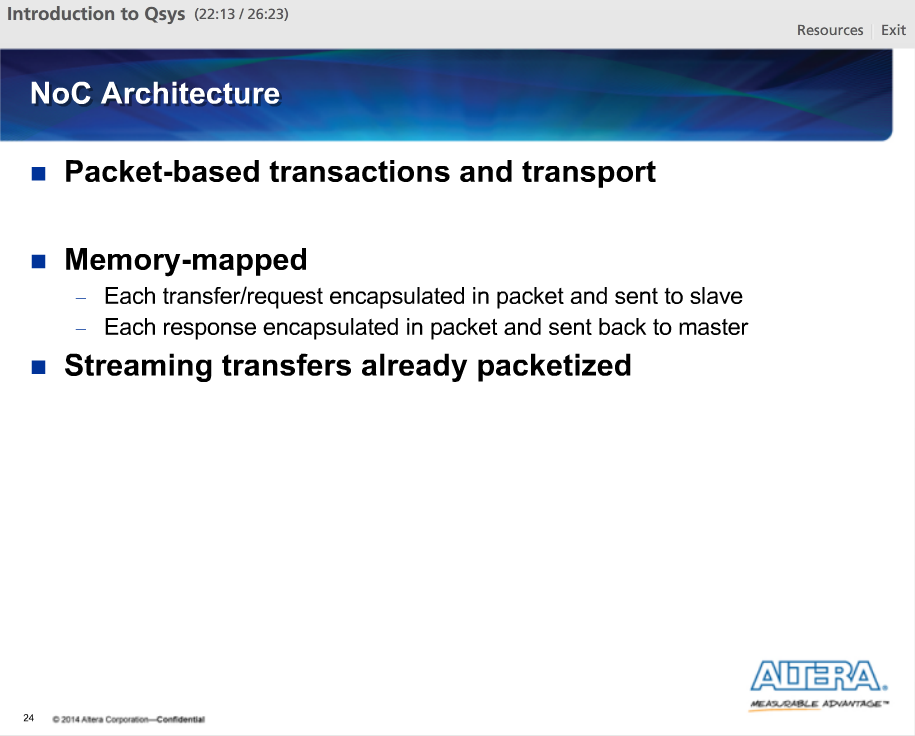 Introduction to Qsys (22:13 / 26:23)
Resources Exit
NoC Architecture
Packet-based transactions and transport
Memory-mapped
– Each transfer/request encapsulated in packet and sent to slave
– Each response encapsulated in packet and sent back to master
Streaming transfers already packetized
ALTERA®
MEASURABLE ADVANTAGE™
24 © 2014 Altera Corporation—Confidential